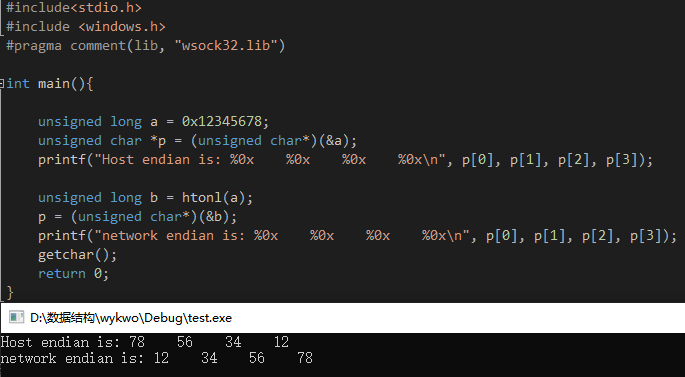 #include<stdio.h>
#include <windows.h>
#pragma comment(lib, "wsock32.lib")
int main(){
unsigned long a = 0x12345678;
unsigned char *p = (unsigned char*)(&a);
printf("Host endian is: %0x    %0x    %0x    %0x\n", p[0], p[1], p[2], p[3]);
unsigned long b = htonl(a);
p = (unsigned char*)(&b);
printf("network endian is: %0x    %0x    %0x    %0x\n", p[0], p[1], p[2], p[3]);
getchar();
return 0;
}
D:\数据结构\wykwo\Debug\test.exe
Host endian is: 78    56    34    12
network endian is: 12    34    56    78